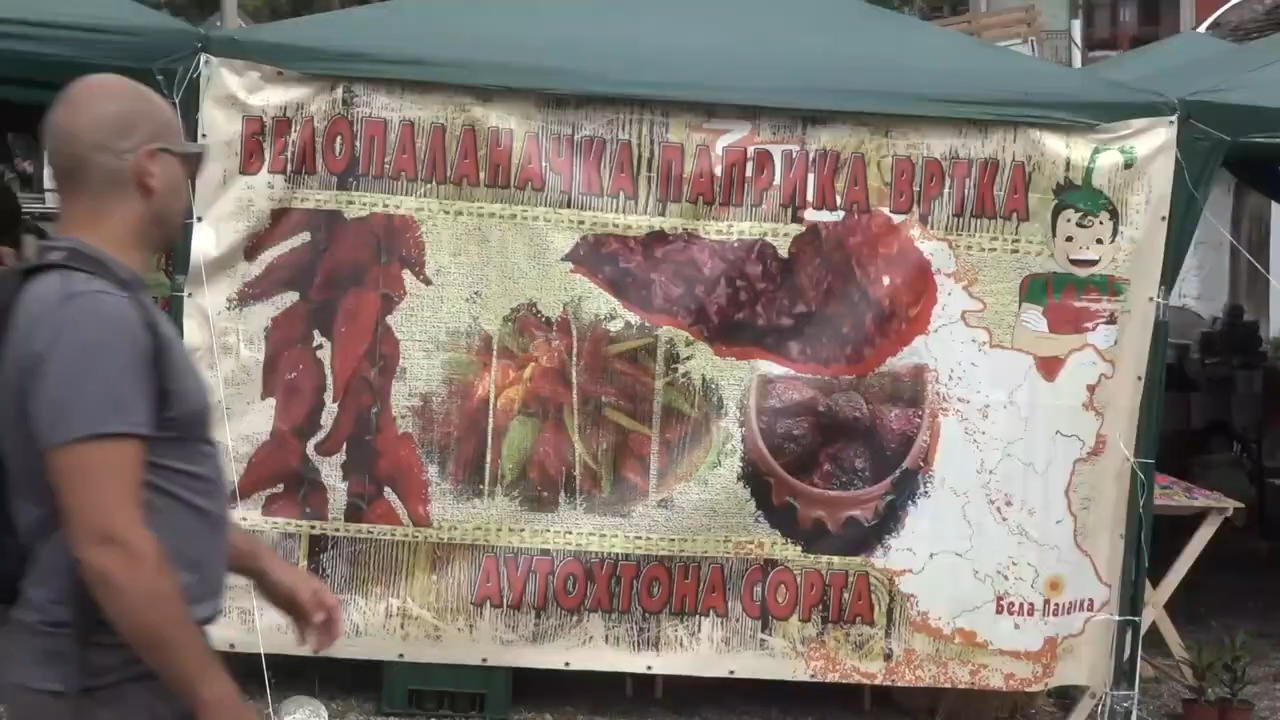 БЕЛОПАЛАНАЧКА ПАПРИКА ВРТКА
АУТОХТОНА СОРТА
Бела Паланка